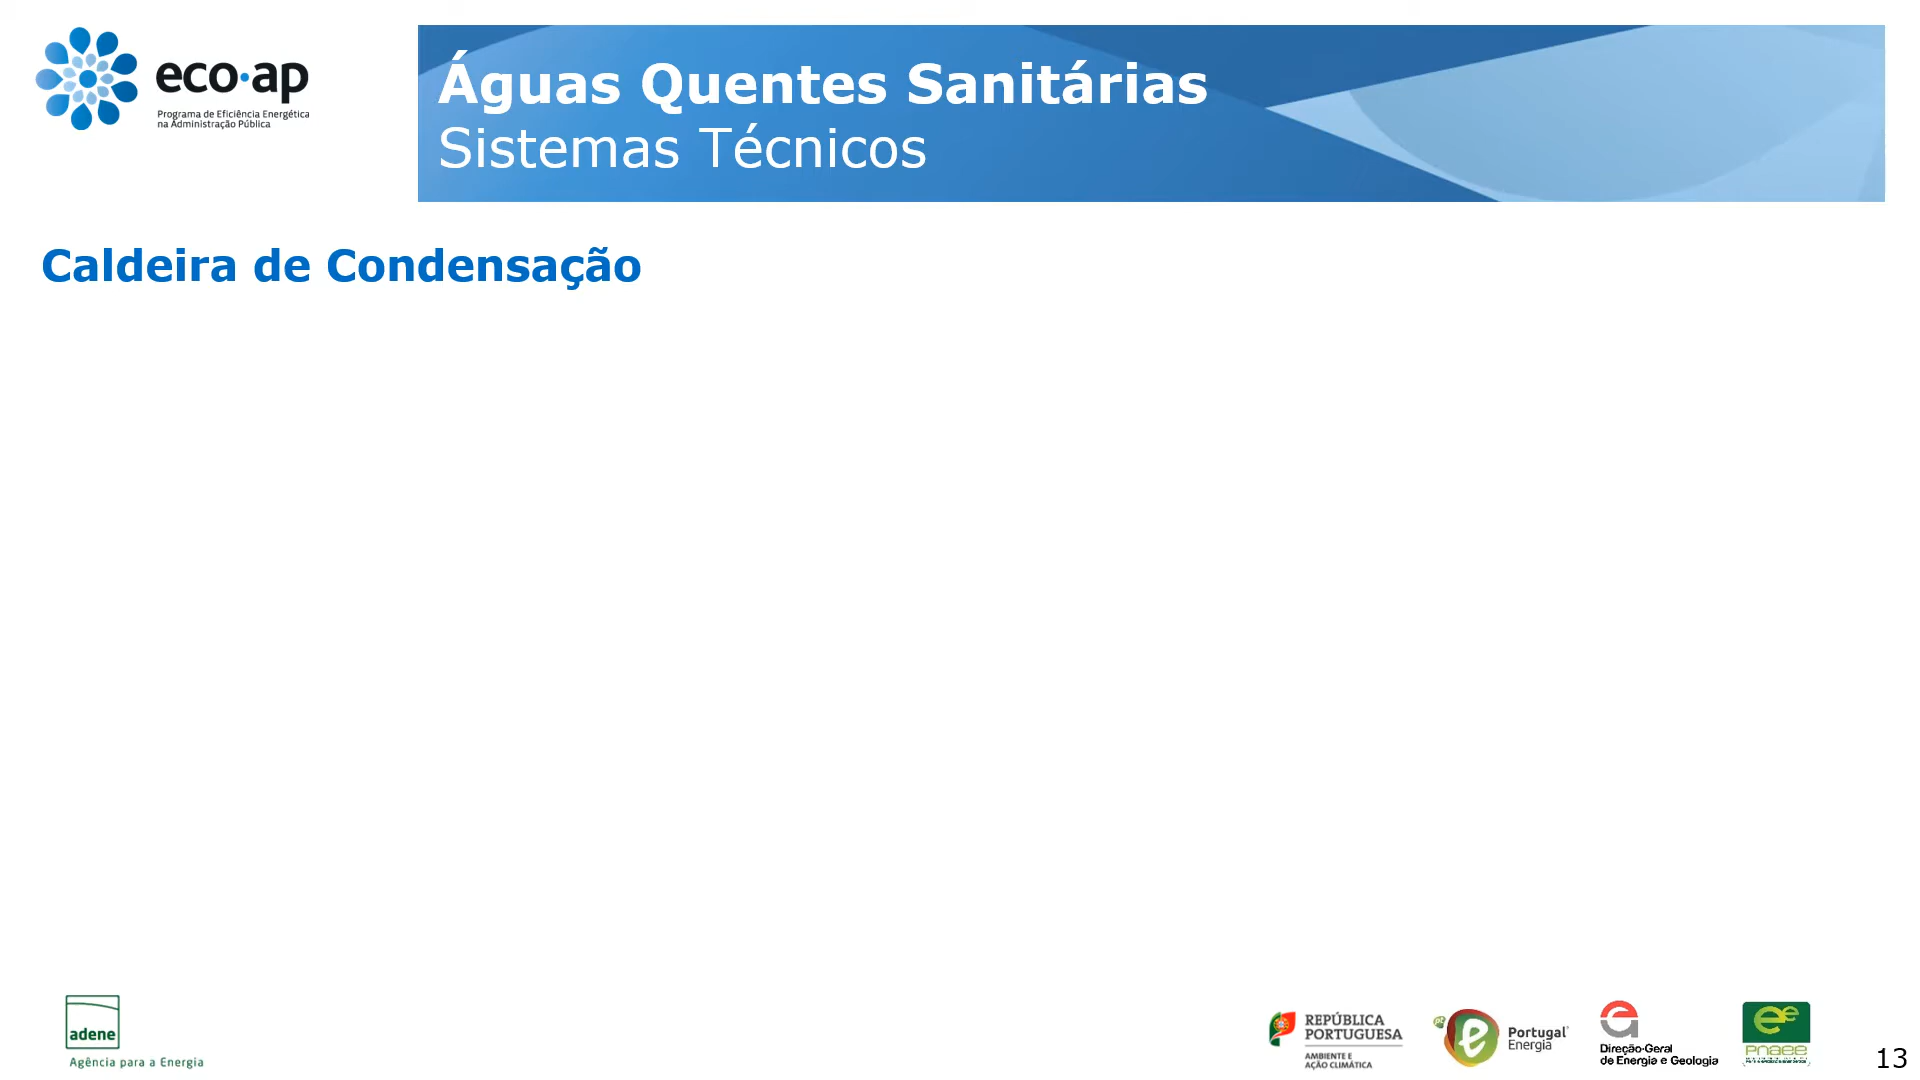 eco·ap
Programa de Eficiência Energética
na Administração Pública
Águas Quentes Sanitárias
Sistemas Técnicos
Caldeira de Condensação
adene
Agência para a Energia
REPÚBLICA
PORTUGUESA
AMBIENTE E
AÇÃO CLIMÁTICA
Portugal
Energia
Direção-Geral
de Energia e Geologia
pnaee
13